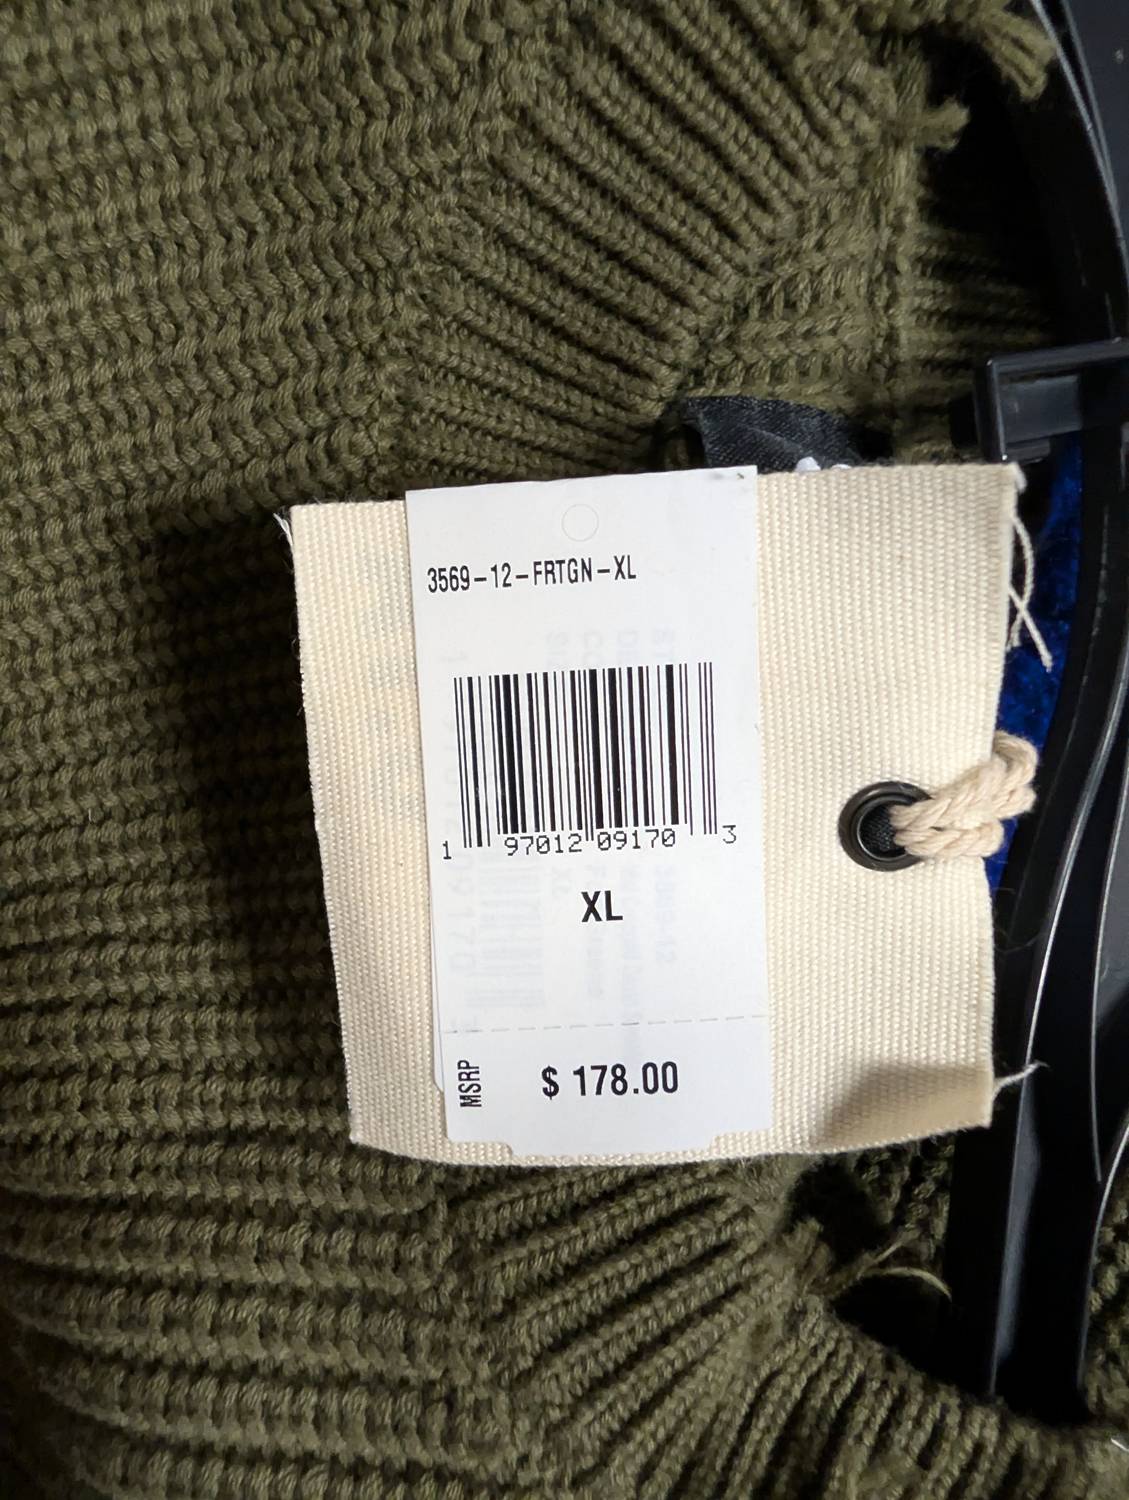 3569-12-FRTGN-XL
1 97012 09170 3
XL
MSRP $ 178.00